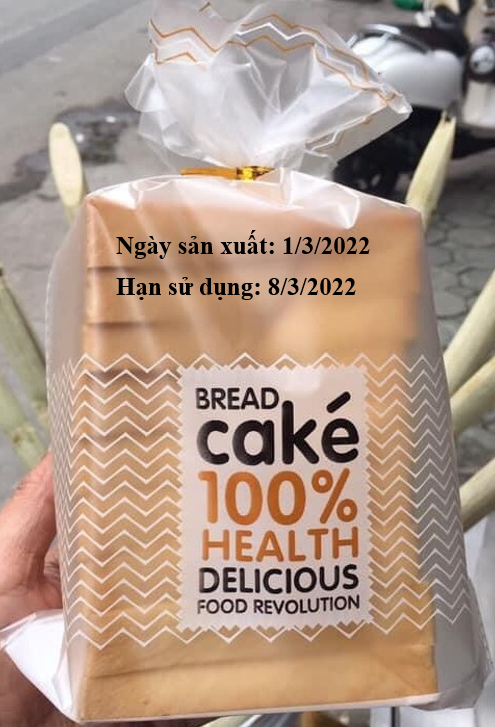 Ngày sản xuất: 1/3/2022
Hạn sử dụng: 8/3/2022
BREAD
caké
100%
HEALTH
DELICIOUS
FOOD REVOLUTION